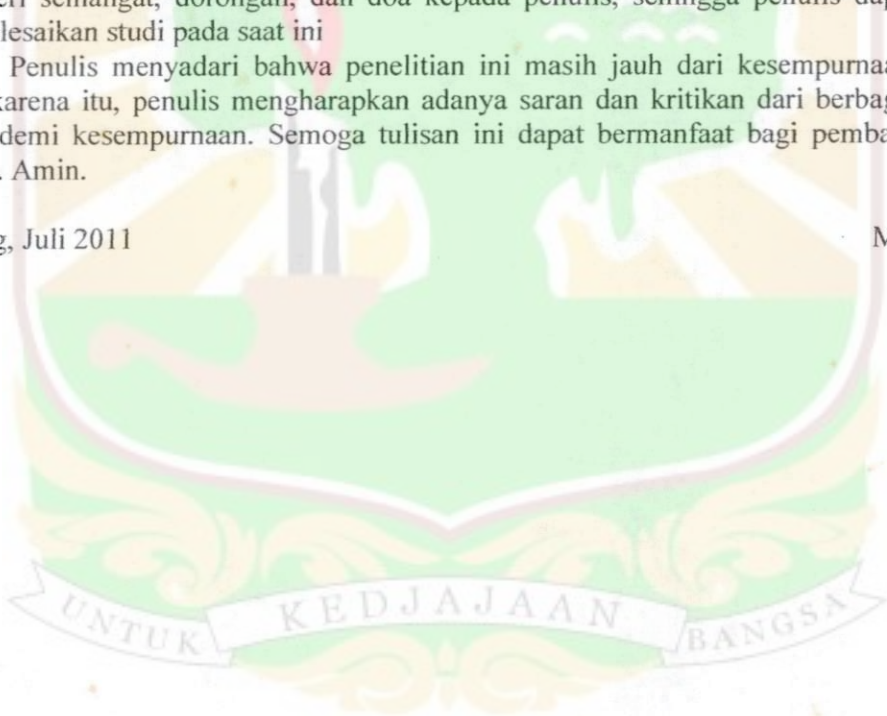 semangat, dorongan, dan doa kepada penulis, sehingga penulis
lesaikan studi pada saat ini
Penulis menyadari bahwa penelitian ini masih jauh dari kesempurnaa
karena itu, penulis mengharapkan adanya saran dan kritikan dari berbag
demi kesempurnaan. Semoga tulisan ini dapat bermanfaat bagi pemba
. Amin.
g, Juli 2011 M
UNTUK KEDJAJAAN BANGSA